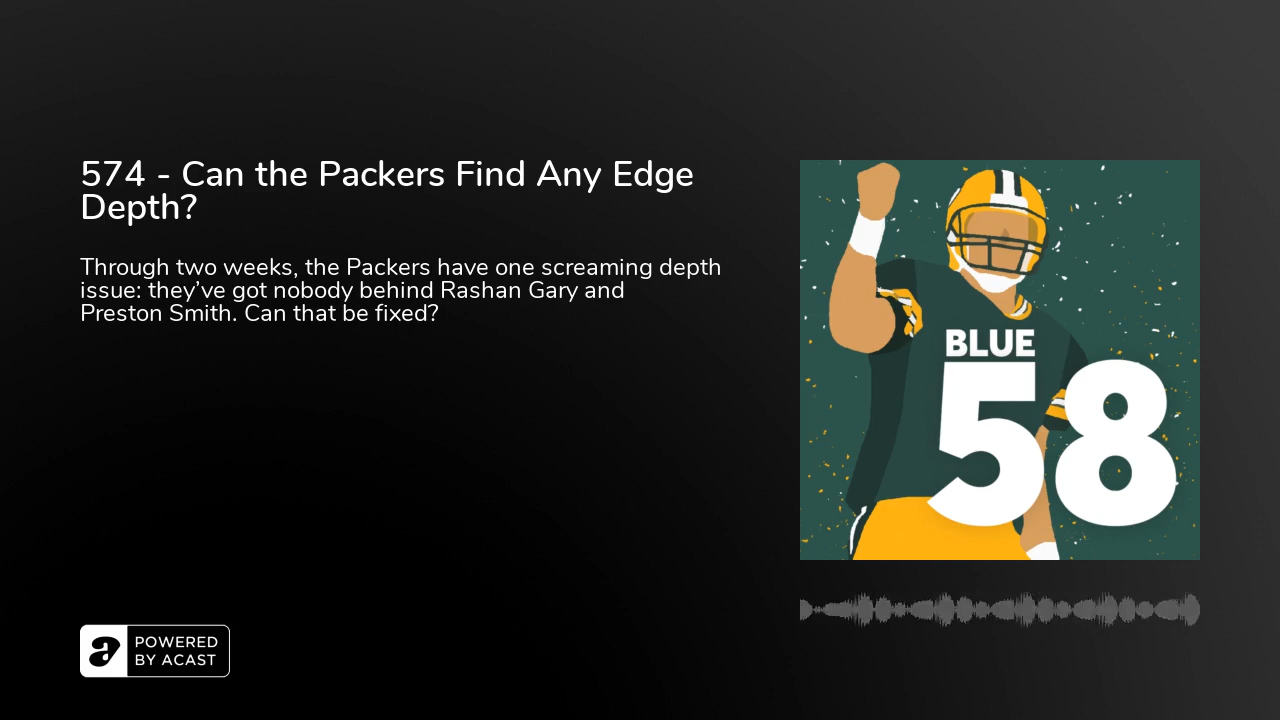 574 - Can the Packers Find Any Edge
Depth?
Through two weeks, the Packers have one screaming depth
issue: they’ve got nobody behind Rashan Gary and
Preston Smith. Can that be fixed?
BLUE
58
POWERED
BY ACAST